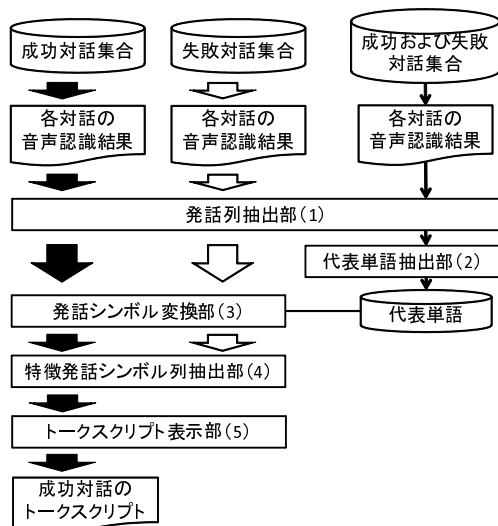 成功対話集合
失敗対話集合
成功および失敗
対話集合
各対話の
音声認識結果
各対話の
音声認識結果
各対話の
音声認識結果
発話列抽出部(1)
代表単語抽出部(2)
発話シンボル変換部(3)
代表単語
特徴発話シンボル列抽出部(4)
トークスクリプト表示部(5)
成功対話の
トークスクリプト